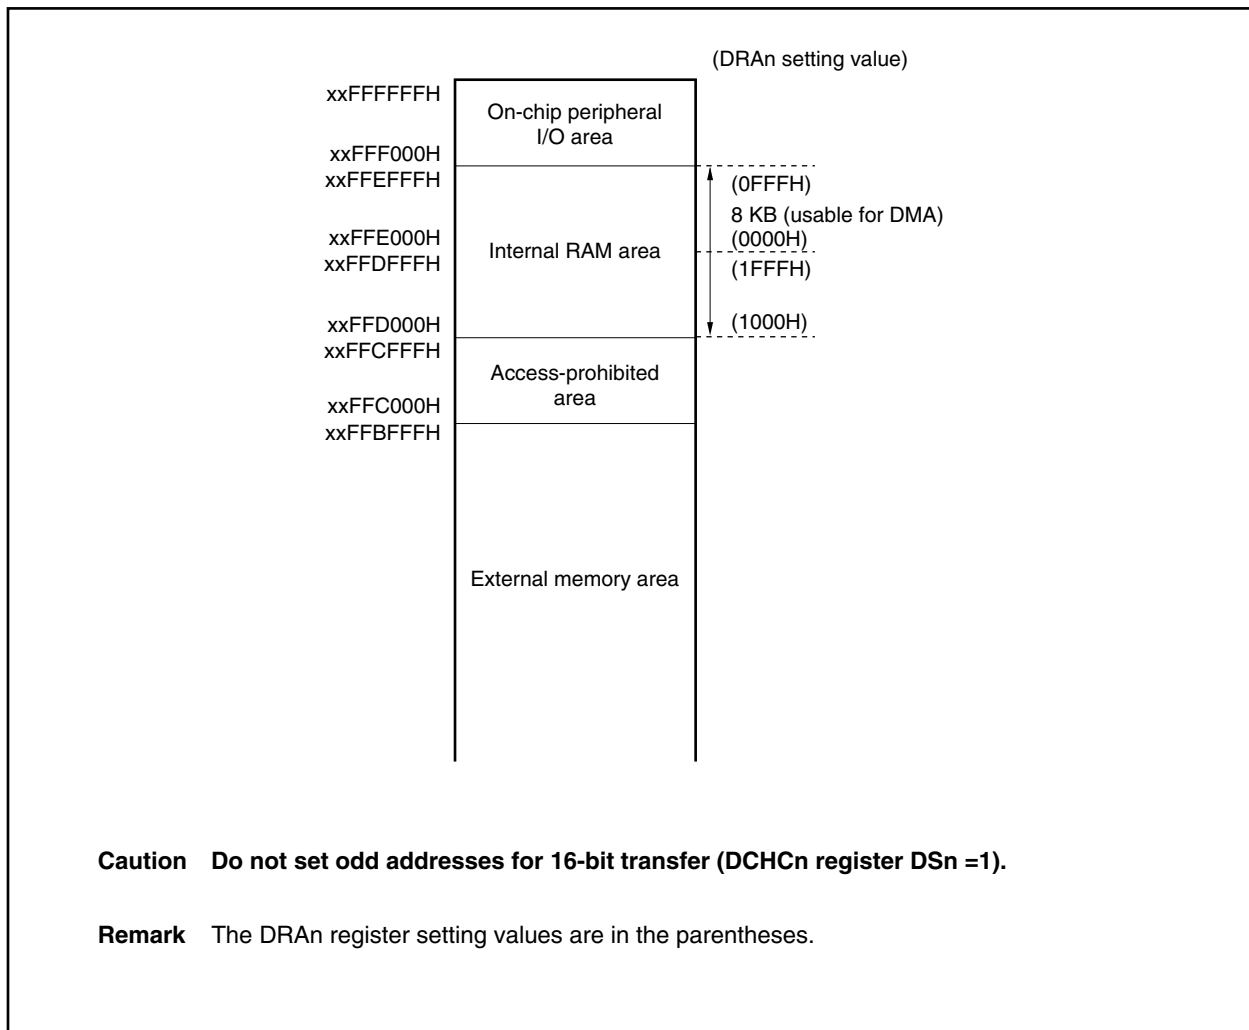 (DRAn setting value)
xxFFFFFFH
On-chip peripheral
I/O area
xxFFF000H
xxFFEFFFH
(0FFFH)
8 KB (usable for DMA)
xxFFE000H
(0000H)
Internal RAM area
xxFFDFFFH
(1FFFH)
xxFFD000H
(1000H)
xxFFCFFFH
Access-prohibited
area
xxFFC000H
xxFFBFFFH
External memory area
Caution Do not set odd addresses for 16-bit transfer (DCHCn register DSn =1).
Remark The DRAn register setting values are in the parentheses.